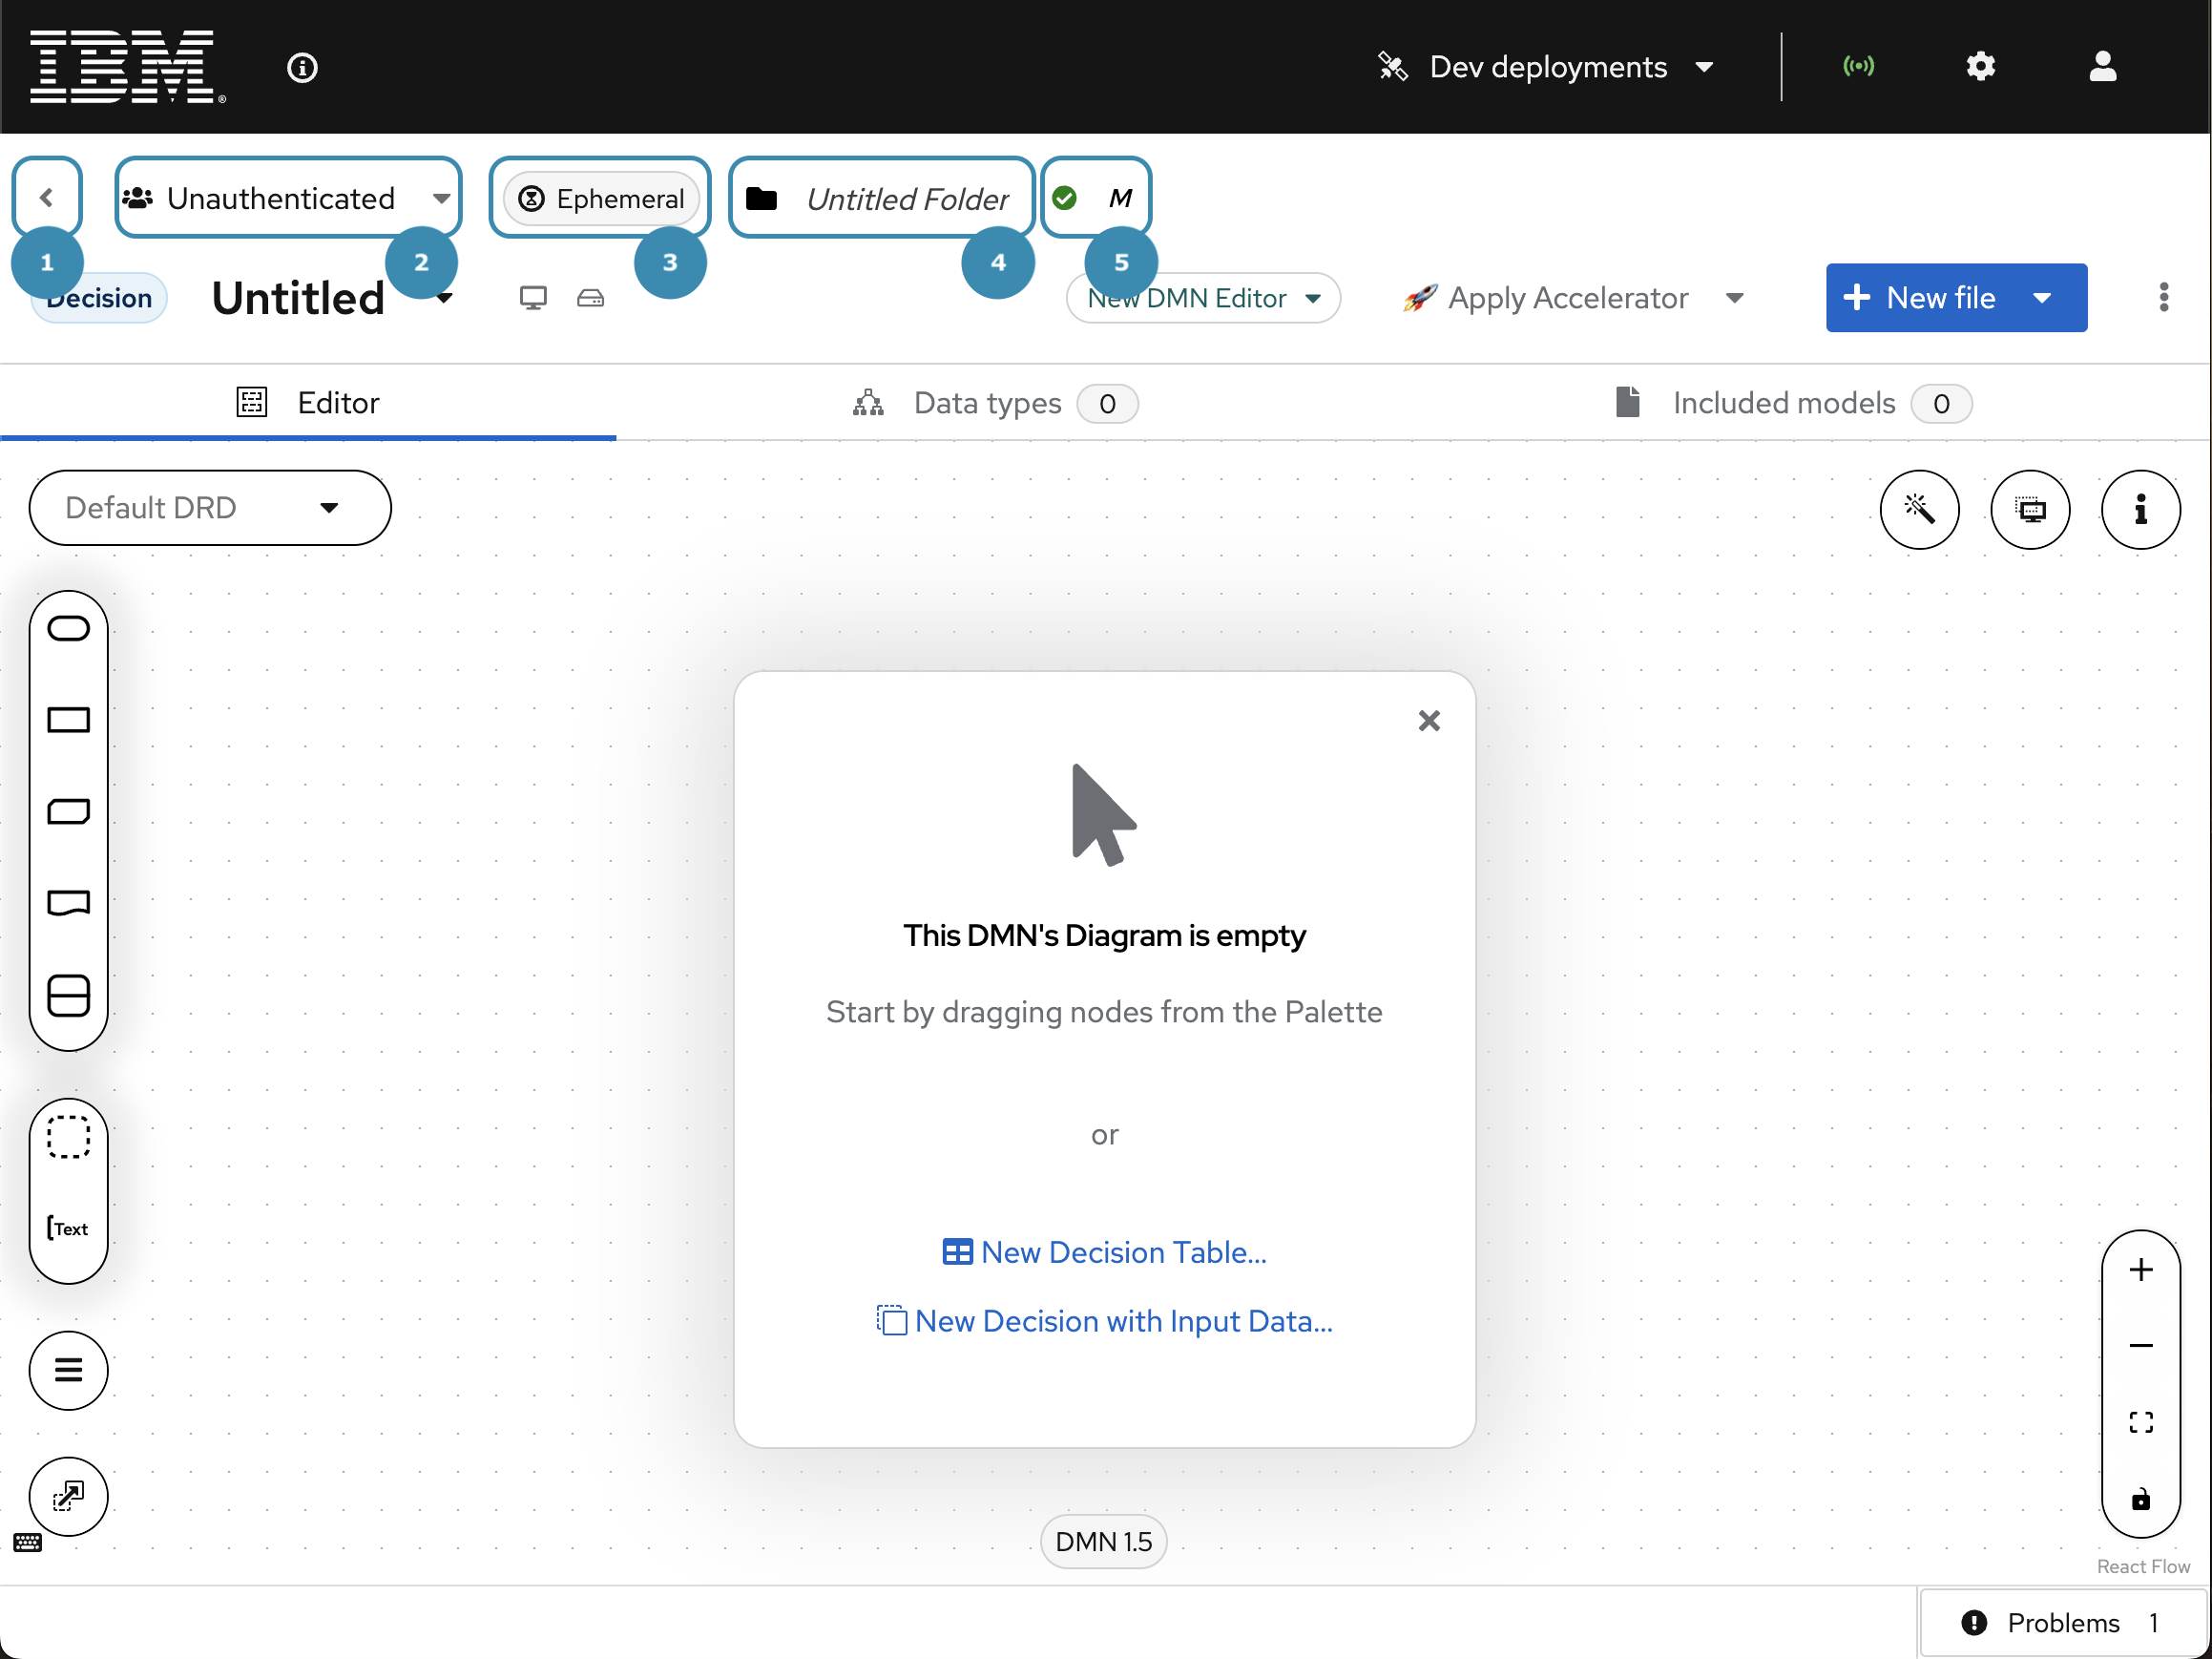 IBM®
Dev deployments
Unauthenticated
Ephemeral
Untitled Folder
M
1
2
3
4
5
Decision
Untitled
New DMN Editor
Apply Accelerator
New file
Editor
Data types 0
Included models 0
Default DRD
This DMN's Diagram is empty
Start by dragging nodes from the Palette
or
Text
New Decision Table...
New Decision with Input Data...
DMN 1.5
React Flow
Problems 1